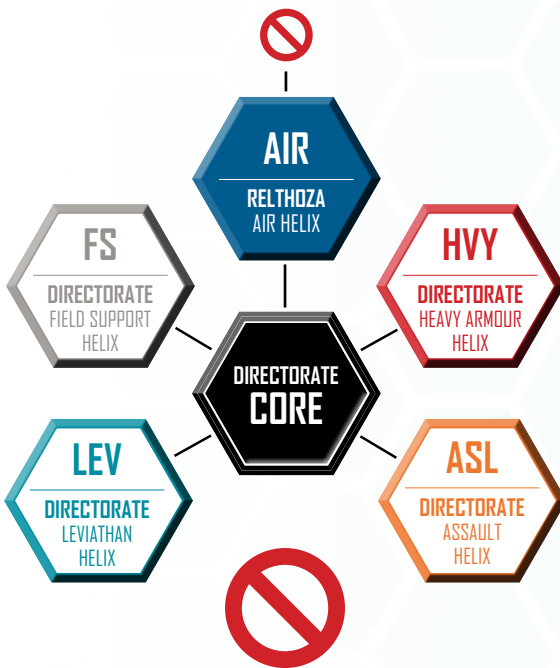 AIR
RELTHOZA
AIR HELIX
FS
DIRECTORATE
FIELD SUPPORT
HELIX
HVY
DIRECTORATE
HEAVY ARMOUR
HELIX
DIRECTORATE
CORE
LEV
DIRECTORATE
LEVIATHAN
HELIX
ASL
DIRECTORATE
ASSAULT
HELIX